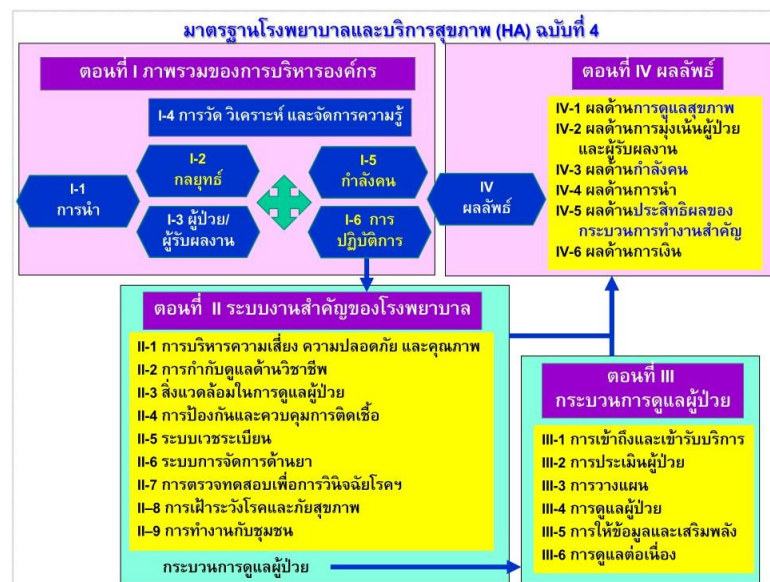 มาตรฐานโรงพยาบาลและบริการสุขภาพ (HA) ฉบับที่ 4
ตอนที่ I ภาพรวมของการบริหารองค์กร
I-4 การวัด วิเคราะห์ และจัดการความรู้
I-1
การนำ
I-2
กลยุทธ์
I-3 ผู้ป่วย/
ผู้รับผลงาน
I-5
กำลังคน
I-6 การ
ปฏิบัติการ
IV
ผลลัพธ์
ตอนที่ IV ผลลัพธ์
IV-1 ผลด้านการดูแลสุขภาพ
IV-2 ผลด้านการมุ่งเน้นผู้ป่วย
และผู้รับผลงาน
IV-3 ผลด้านกำลังคน
IV-4 ผลด้านการนำ
IV-5 ผลด้านประสิทธิผลของ
กระบวนการทำงานสำคัญ
IV-6 ผลด้านการเงิน
ตอนที่ II ระบบงานสำคัญของโรงพยาบาล
II-1 การบริหารความเสี่ยง ความปลอดภัย และคุณภาพ
II-2 การกำกับดูแลด้านวิชาชีพ
II-3 สิ่งแวดล้อมในการดูแลผู้ป่วย
II-4 การป้องกันและควบคุมการติดเชื้อ
II-5 ระบบเวชระเบียน
II-6 ระบบการจัดการด้านยา
II-7 การตรวจทดสอบเพื่อการวินิจฉัยโรคฯ
II–8 การเฝ้าระวังโรคและภัยสุขภาพ
II–9 การทำงานกับชุมชน
กระบวนการดูแลผู้ป่วย
ตอนที่ III
กระบวนการดูแลผู้ป่วย
III-1 การเข้าถึงและเข้ารับบริการ
III-2 การประเมินผู้ป่วย
III-3 การวางแผน
III-4 การดูแลผู้ป่วย
III-5 การให้ข้อมูลและเสริมพลัง
III-6 การดูแลต่อเนื่อง